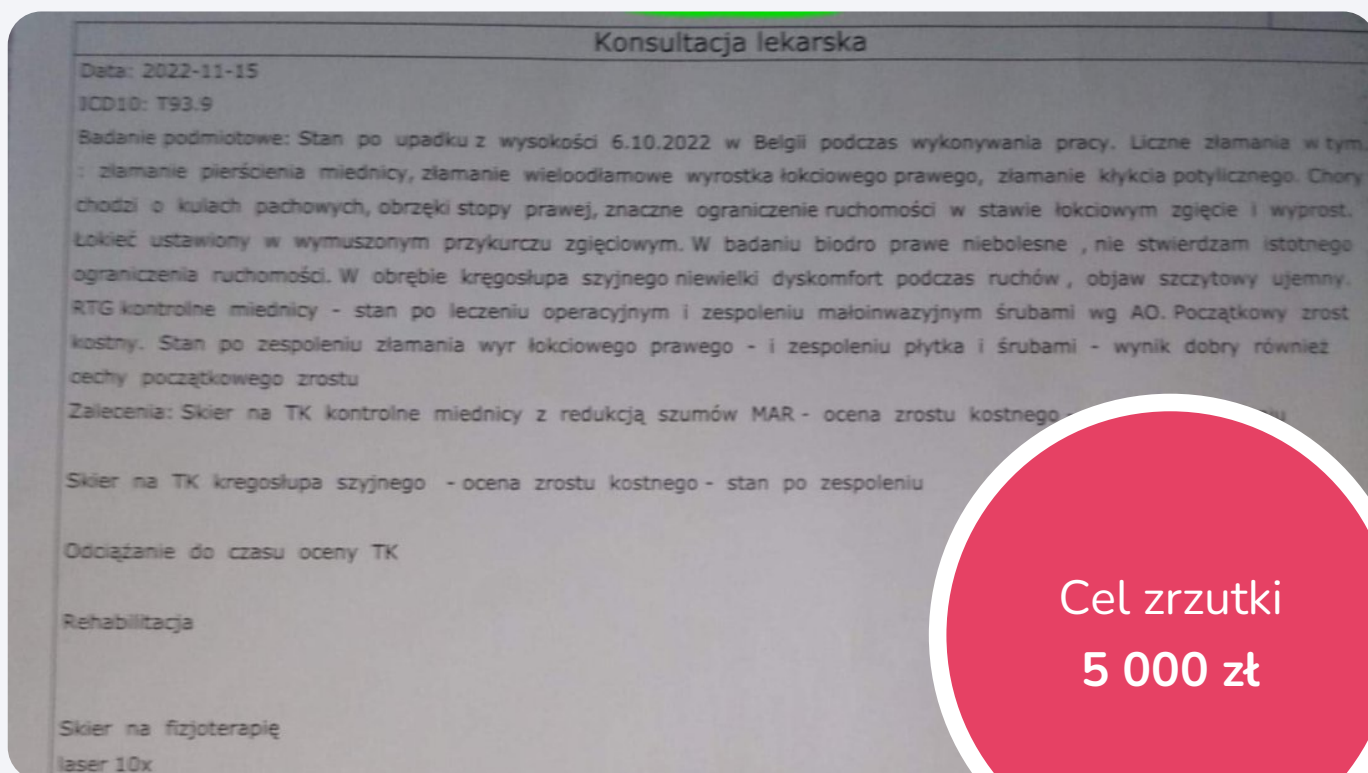 Konsultacja lekarska
Data: 2022-11-15
ICD10: T93.9
Badanie podmiotowe: Stan po upadku z wysokości 6.10.2022 w Belgii podczas wykonywania pracy. Liczne złamania w tym.
: złamanie pierścienia miednicy, złamanie wieloodłamowe wyrostka łokciowego prawego, złamanie kłykcia potylicznego. Chory
chodzi o kulach pachowych, obrzęki stopy prawej, znaczne ograniczenie ruchomości w stawie łokciowym zgięcie i wyprost.
Łokieć ustawiony w wymuszonym przykurczu zgięciowym. W badaniu biodro prawe niebolesne , nie stwierdzam istotnego
ograniczenia ruchomości. W obrębie kręgosłupa szyjnego niewielki dyskomfort podczas ruchów , objaw szczytowy ujemny.
RTG kontrolne miednicy - stan po leczeniu operacyjnym i zespoleniu małoinwazyjnym śrubami wg AO. Początkowy zrost
kostny. Stan po zespoleniu złamania wyr łokciowego prawego - i zespoleniu płytka i śrubami - wynik dobry również
cechy początkowego zrostu
Zalecenia: Skier na TK kontrolne miednicy z redukcją szumów MAR - ocena zrostu kostnego -
Skier na TK kregosłupa szyjnego - ocena zrostu kostnego - stan po zespoleniu
Odciążanie do czasu oceny TK
Rehabilitacja
Skier na fizjoterapię
laser 10x
Cel zrzutki
5 000 zł